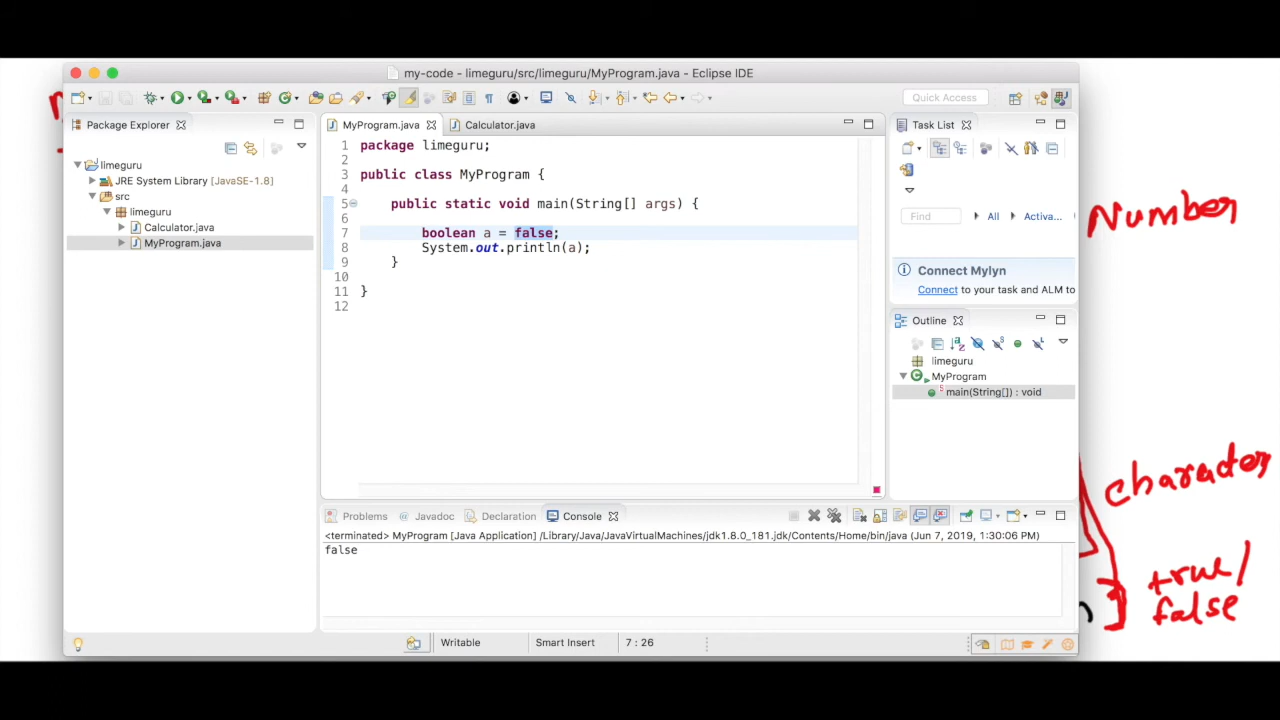 my-code - limeguru/src/limeguru/MyProgram.java - Eclipse IDE
Quick Access
Package Explorer
limeguru
JRE System Library [JavaSE-1.8]
src
limeguru
Calculator.java
MyProgram.java
MyProgram.java
Calculator.java
1 package limeguru;
2
3 public class MyProgram {
4
5 public static void main(String[] args) {
6
7 boolean a = false;
8 System.out.println(a);
9 }
10
11 }
12
Task List
Find
All
Activa...
Connect Mylyn
Connect to your task and ALM to
Outline
limeguru
MyProgram
main(String[]) : void
Problems
Javadoc
Declaration
Console
<terminated> MyProgram [Java Application] /Library/Java/JavaVirtualMachines/jdk1.8.0_181.jdk/Contents/Home/bin/java (Jun 7, 2019, 1:30:06 PM)
false
Writable
Smart Insert
7 : 26
Number
character
true/
false